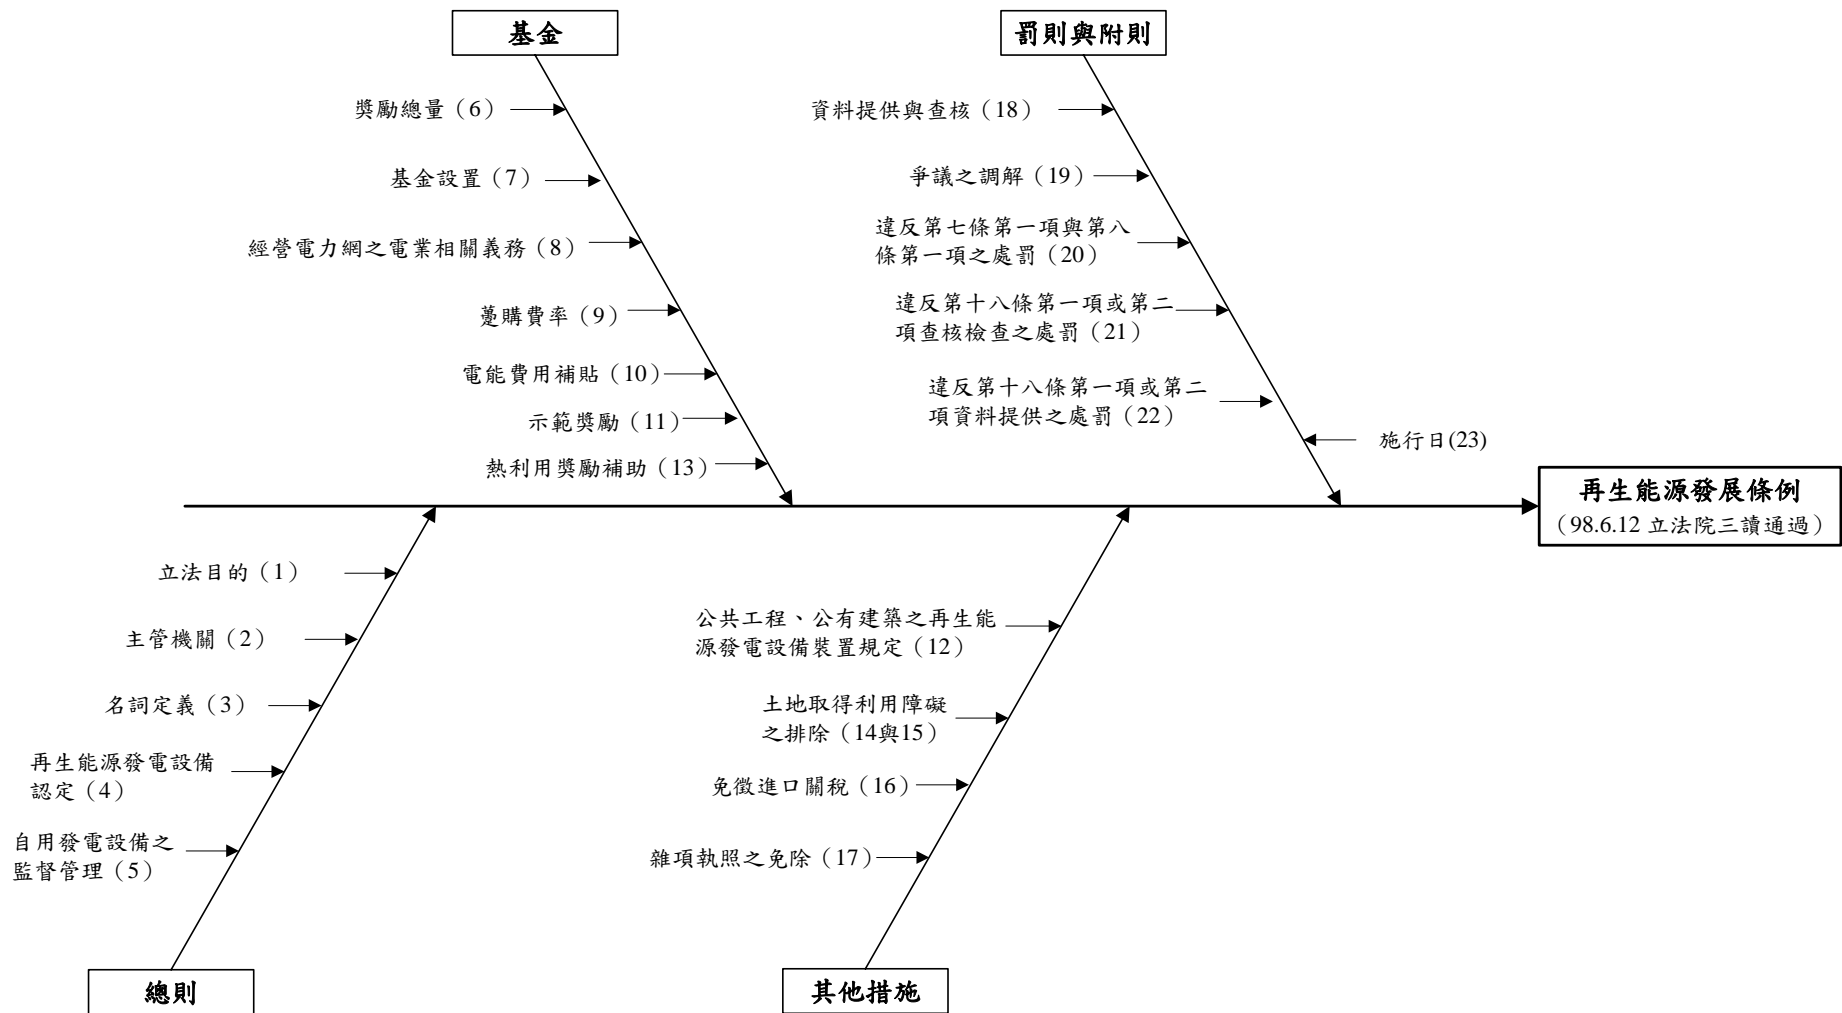 基金
獎勵總量（6）
基金設置（7）
經營電力網之電業相關義務（8）
躉購費率（9）
電能費用補貼（10）
示範獎勵（11）
熱利用獎勵補助（13）
罰則與附則
資料提供與查核（18）
爭議之調解（19）
違反第七條第一項與第八
條第一項之處罰（20）
違反第十八條第一項或第二
項查核檢查之處罰（21）
違反第十八條第一項或第二
項資料提供之處罰（22）
施行日(23)
再生能源發展條例
（98.6.12 立法院三讀通過）
立法目的（1）
主管機關（2）
名詞定義（3）
再生能源發電設備
認定（4）
自用發電設備之
監督管理（5）
總則
公共工程、公有建築之再生能
源發電設備裝置規定（12）
土地取得利用障礙
之排除（14與15）
免徵進口關稅（16）
雜項執照之免除（17）
其他措施